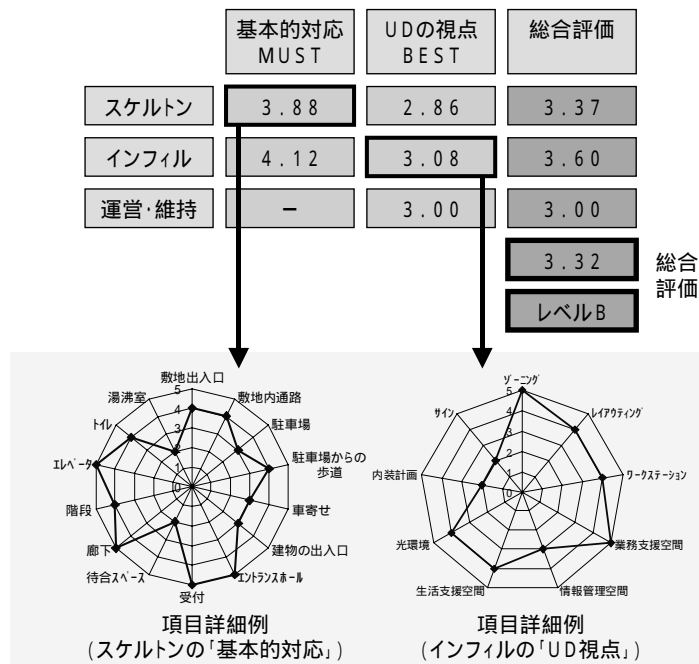 基本的対応
MUST
UDの視点
BEST
総合評価
スケルトン
3.88
2.86
3.37
インフィル
4.12
3.08
3.60
運営･維持
－
3.00
3.00
3.32
総合
評価
レベルB
敷地出入口
敷地内通路
駐車場
駐車場からの
歩道
車寄せ
建物の出入口
ｴﾝﾄﾗﾝｽﾎｰﾙ
受付
待合ｽﾍﾟｰｽ
廊下
階段
ｴﾚﾍﾞｰﾀ
ﾄｲﾚ
湯沸室
5
4
3
2
1
0
項目詳細例
(スケルトンの｢基本的対応｣)
ｿﾞｰﾆﾝｸﾞ
ﾚｲｱｳﾃｨﾝｸﾞ
ﾜｰｸｽﾃｰｼｮﾝ
業務支援空間
情報管理空間
生活支援空間
光環境
内装計画
ｻｲﾝ
5
4
3
2
1
0
項目詳細例
(インフィルの｢UD視点｣)